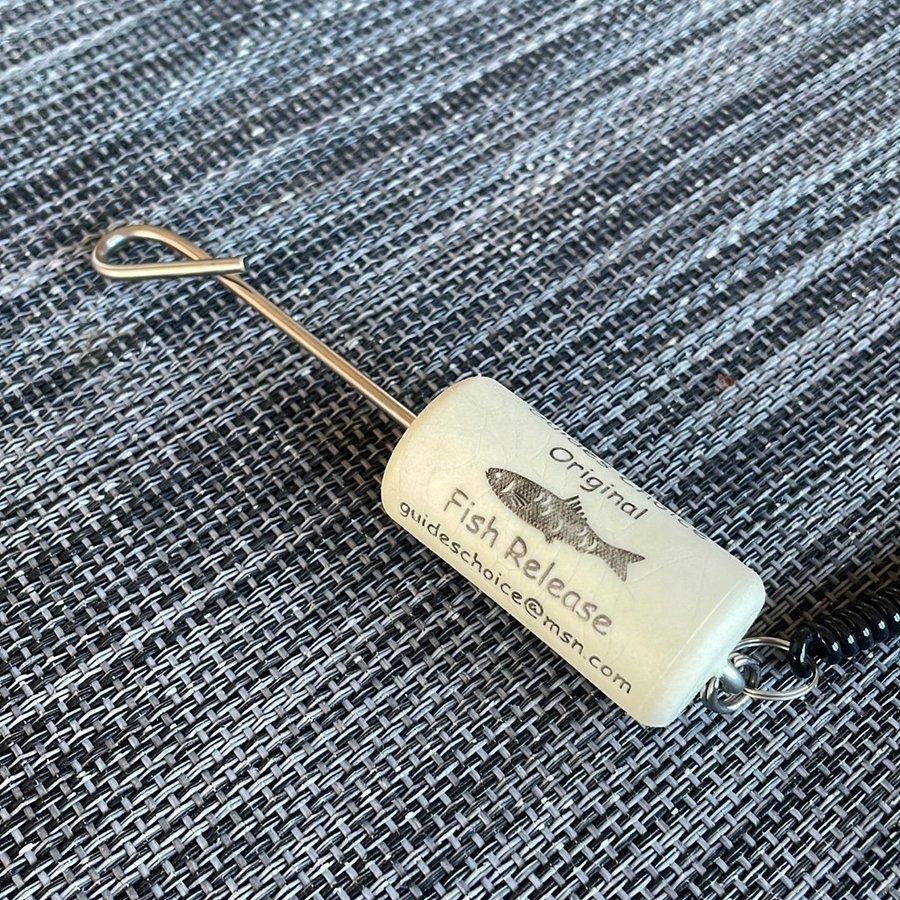 Original
Fish Release
guideschoice@msn.com